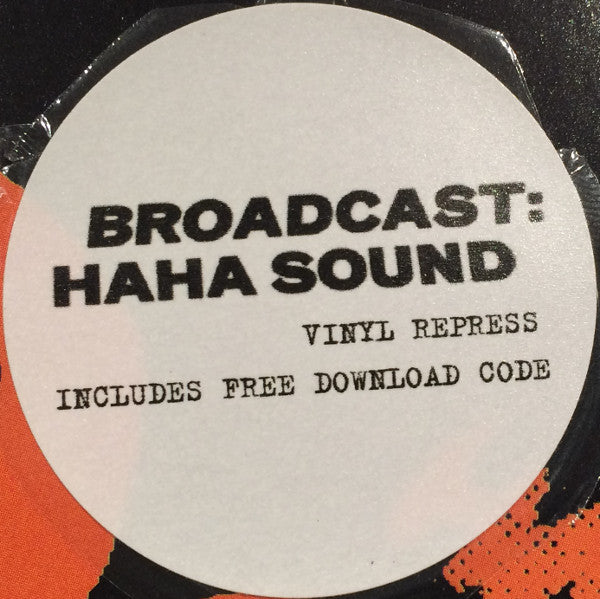 BROADCAST:
HAHA SOUND
VINYL REPRESS
INCLUDES FREE DOWNLOAD CODE